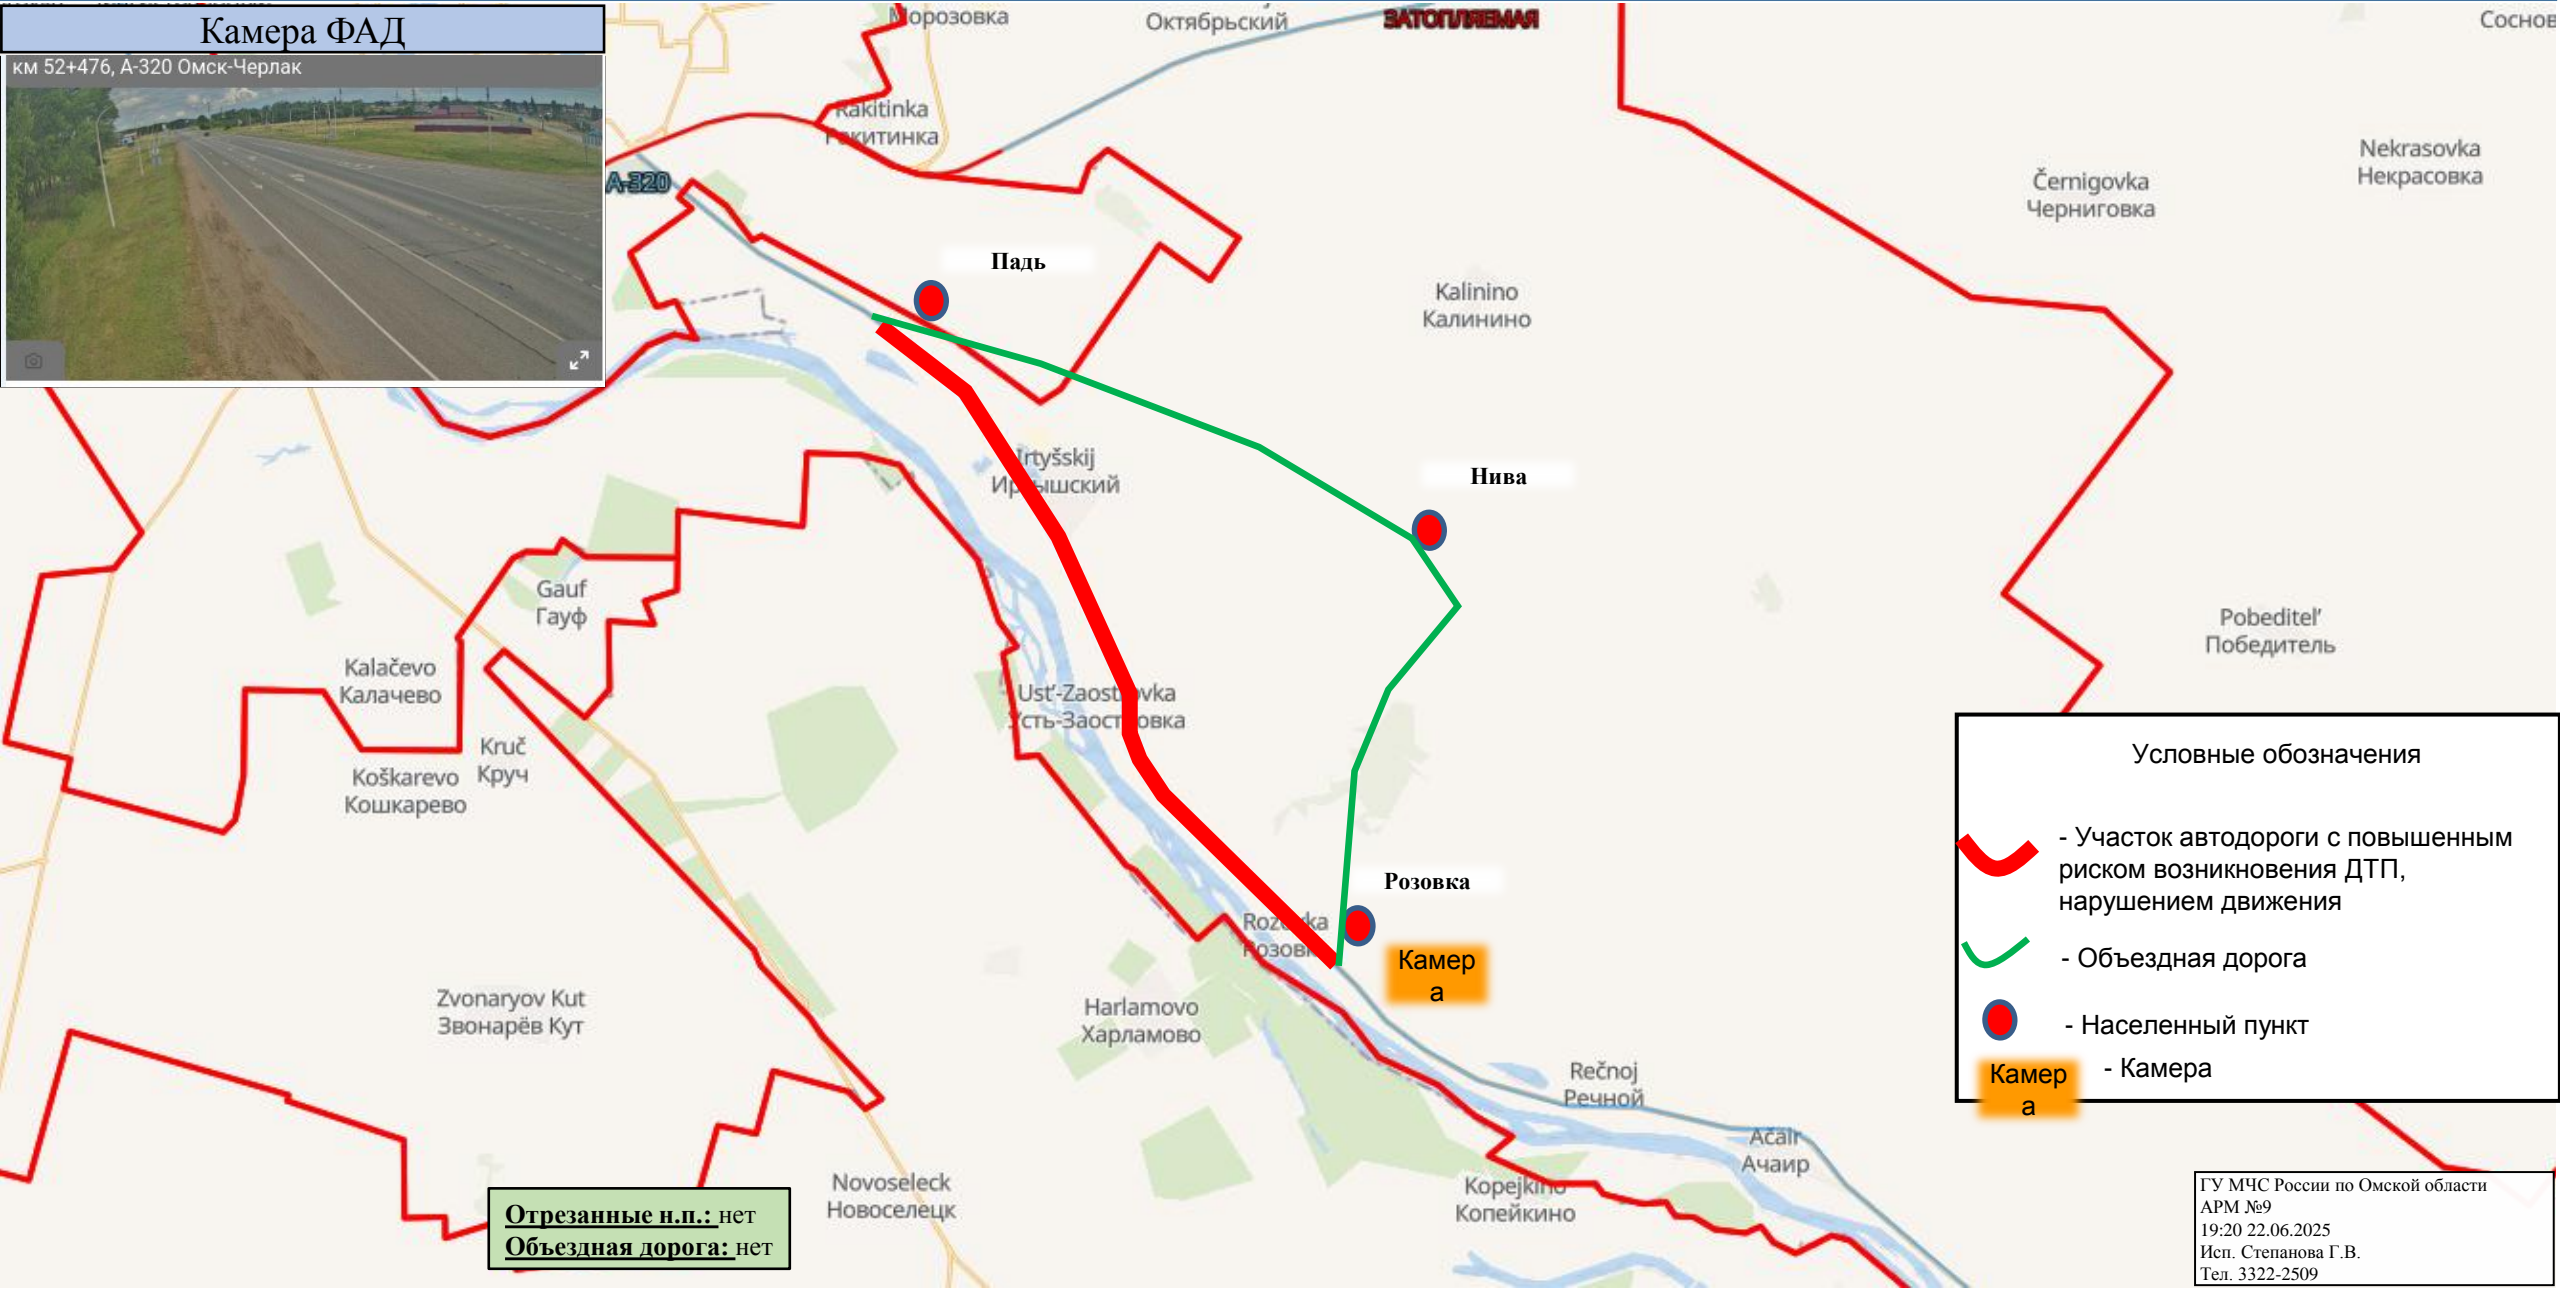 Камера ФАД
км 52+476, А-320 Омск-Черлак
Морозовка
Октябрьский
ЗАТОПЛЯЕМАЯ
Соснов
Rakitinka
Ракитинка
А-320
Nekrasovka
Некрасовка
Černigovka
Черниговка
Падь
Kalinino
Калинино
Irtyšskij
Иртышский
Нива
Gauf
Гауф
Pobeditel'
Победитель
Kalačevo
Калачево
Ust'-Zaostrovka
Усть-Заостровка
Kruč
Круч
Koškarevo
Кошкарево
Розовка
Rozovka
Розовка
Камер
а
Zvonaryov Kut
Звонарёв Кут
Harlamovo
Харламово
Rečnoj
Речной
Ačair
Ачаир
Novoseleck
Новоселецк
Kopejkino
Копейкино
Условные обозначения
- Участок автодороги с повышенным
риском возникновения ДТП,
нарушением движения
- Объездная дорога
- Населенный пункт
Камер
а
- Камера
Отрезанные н.п.: нет
Объездная дорога: нет
ГУ МЧС России по Омской области
АРМ №9
19:20 22.06.2025
Исп. Степанова Г.В.
Тел. 3322-2509